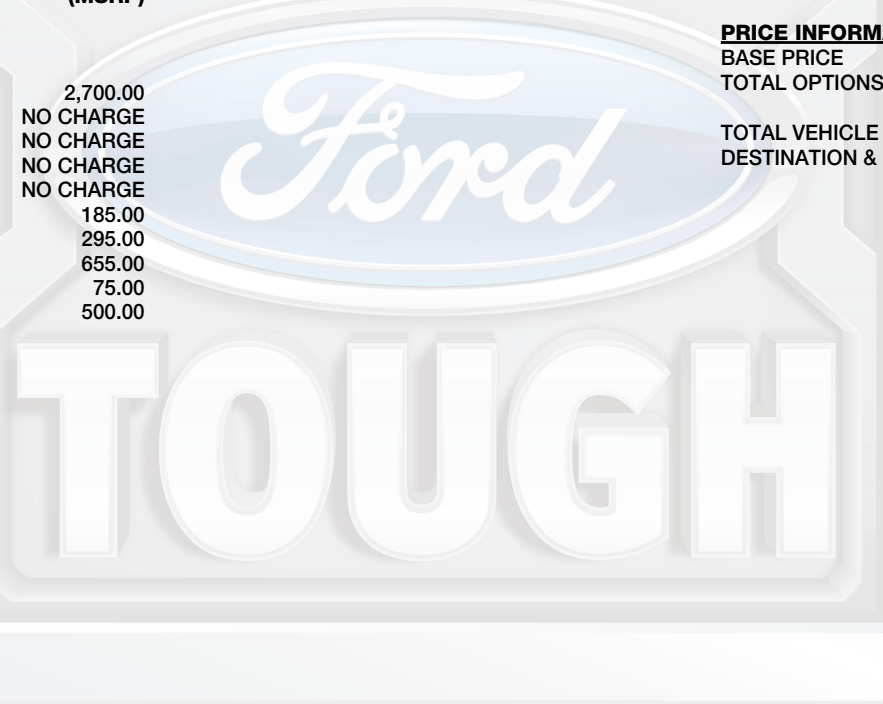 (MSRP)
2,700.00
NO CHARGE
NO CHARGE
NO CHARGE
NO CHARGE
185.00
295.00
655.00
75.00
500.00
PRICE INFORMA
BASE PRICE
TOTAL OPTIONS
TOTAL VEHICLE
DESTINATION &
Ford
TOUGH